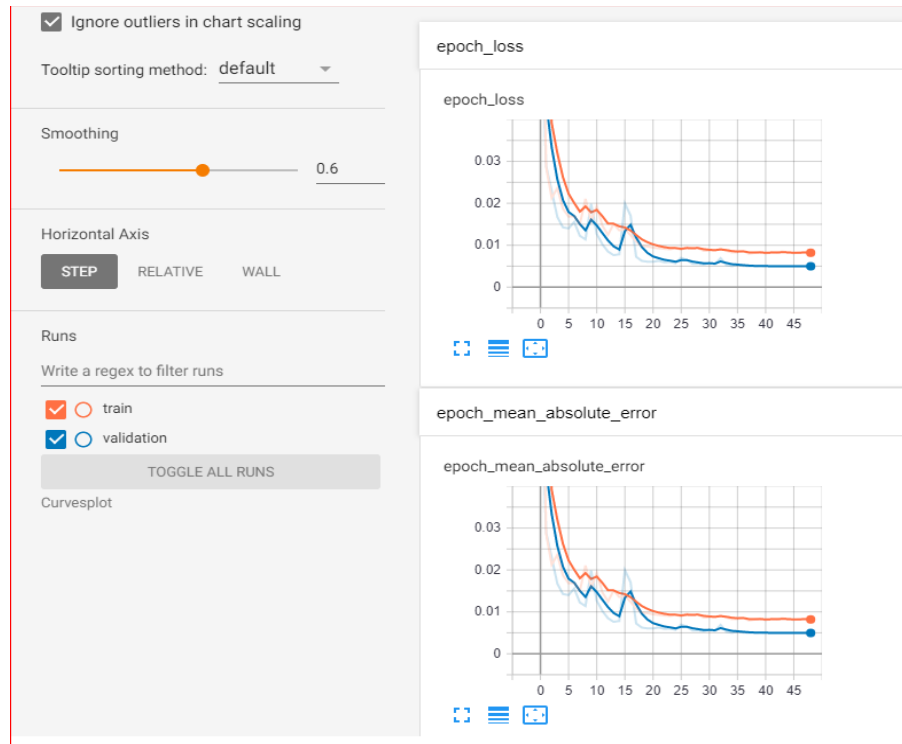 Ignore outliers in chart scaling
Tooltip sorting method: default
Smoothing
0.6
Horizontal Axis
STEP RELATIVE WALL
Runs
Write a regex to filter runs
train
validation
TOGGLE ALL RUNS
Curvesplot
epoch_loss
epoch_loss
0.03
0.02
0.01
0
0 5 10 15 20 25 30 35 40 45
epoch_mean_absolute_error
epoch_mean_absolute_error
0.03
0.02
0.01
0
0 5 10 15 20 25 30 35 40 45